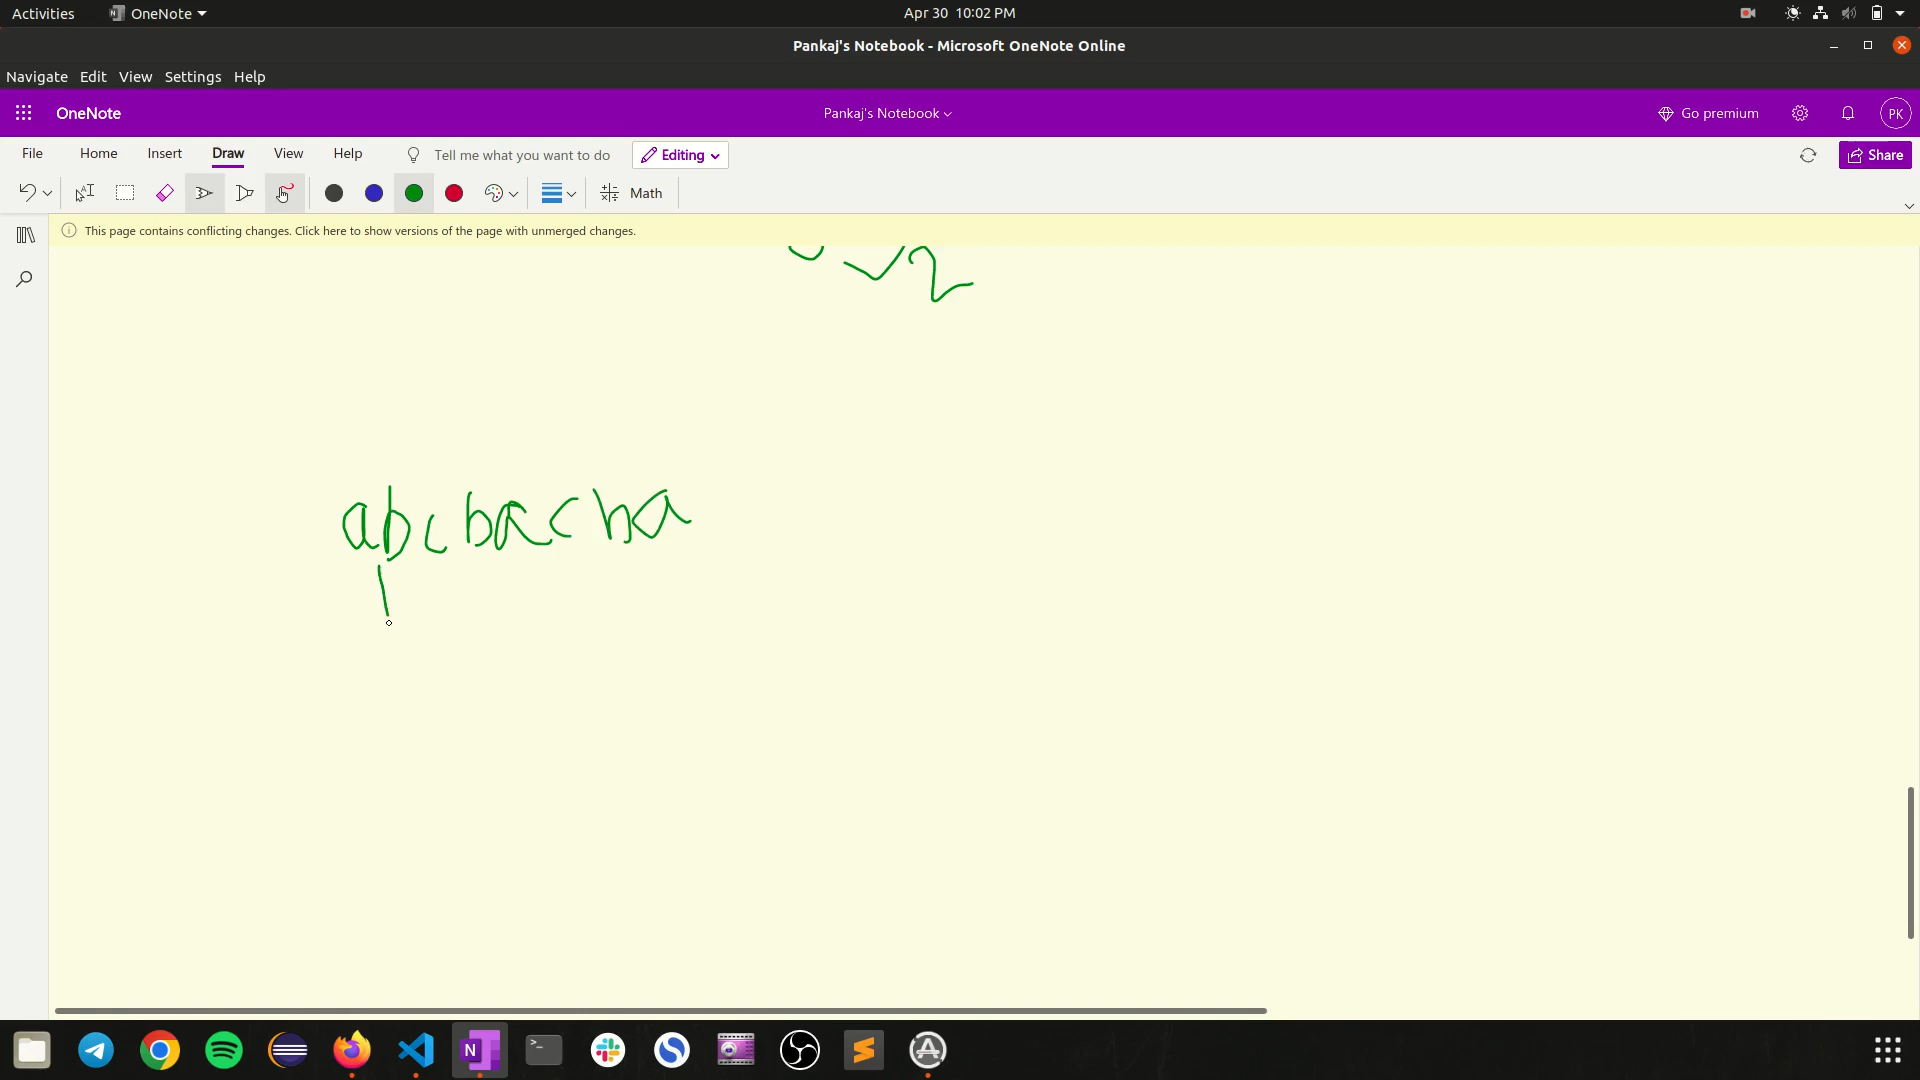 Activities OneNote Apr 30 10:02 PM
Pankaj's Notebook - Microsoft OneNote Online
Navigate Edit View Settings Help
OneNote Pankaj's Notebook Go premium PK
File Home Insert Draw View Help Tell me what you want to do Editing Share
Math
This page contains conflicting changes. Click here to show versions of the page with unmerged changes.
2
abcbacba